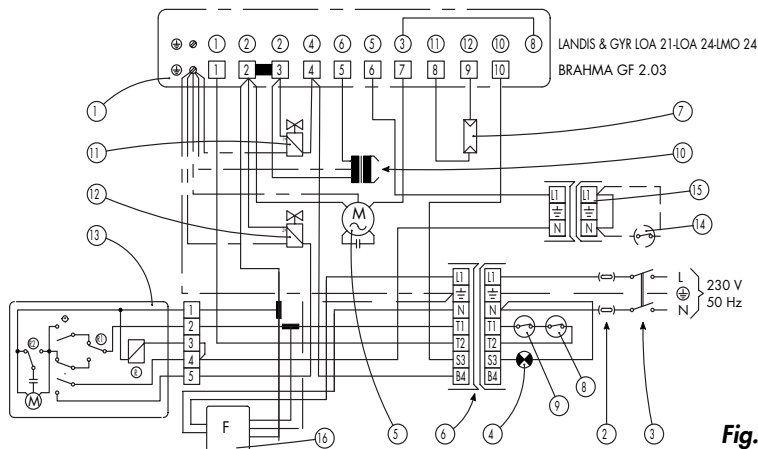 1 2 2 4 6 5 3 11 12 10 8 LANDIS & GYR LOA 21-LOA 24-LMO 24
1 2 3 4 5 6 7 8 9 10 BRAHMA GF 2.03
1
7
11
10
12
M
L1 L1 15
N N 14
13
L1 L1 L
N N N
230 V
50 Hz
1
2
3
4
5
R2 R1 R
M
T1 T1
T2 T2
S3 S3
B4 B4
9 8
F
16 5 6 4 2 3
Fig.